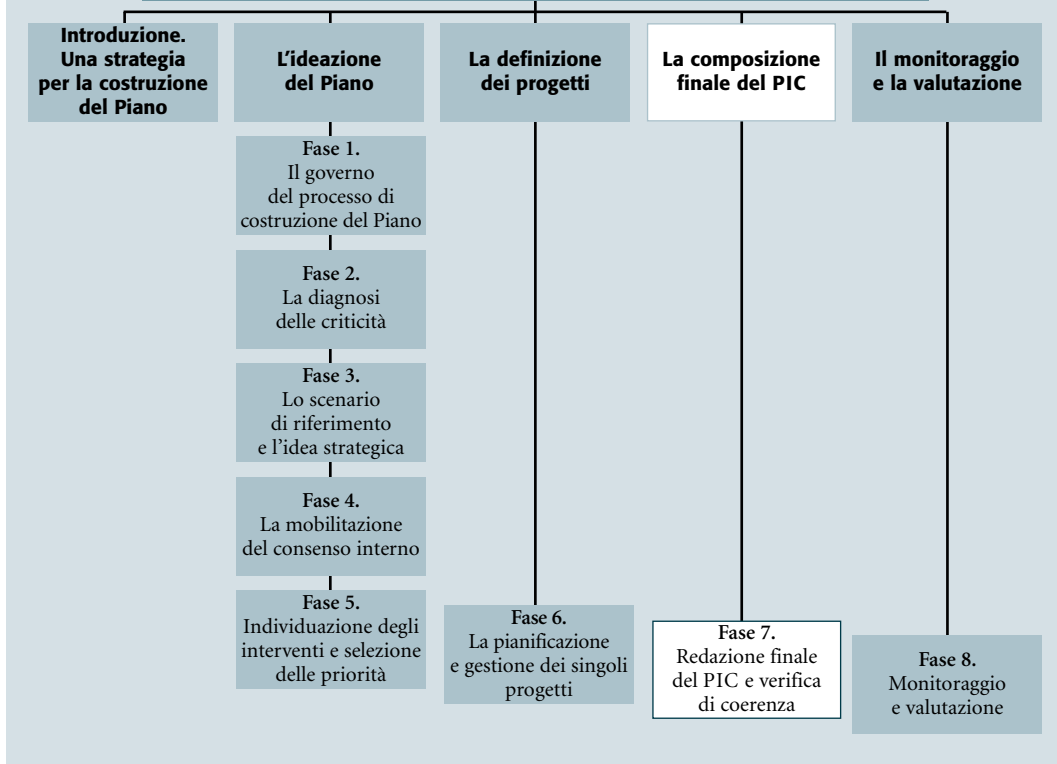 Introduzione.
Una strategia
per la costruzione
del Piano
L'ideazione
del Piano
La definizione
dei progetti
La composizione
finale del PIC
Il monitoraggio
e la valutazione
Fase 1.
Il governo
del processo di
costruzione del Piano
Fase 2.
La diagnosi
delle criticità
Fase 3.
Lo scenario
di riferimento
e l'idea strategica
Fase 4.
La mobilitazione
del consenso interno
Fase 5.
Individuazione degli
interventi e selezione
delle priorità
Fase 6.
La pianificazione
e gestione dei singoli
progetti
Fase 7.
Redazione finale
del PIC e verifica
di coerenza
Fase 8.
Monitoraggio
e valutazione